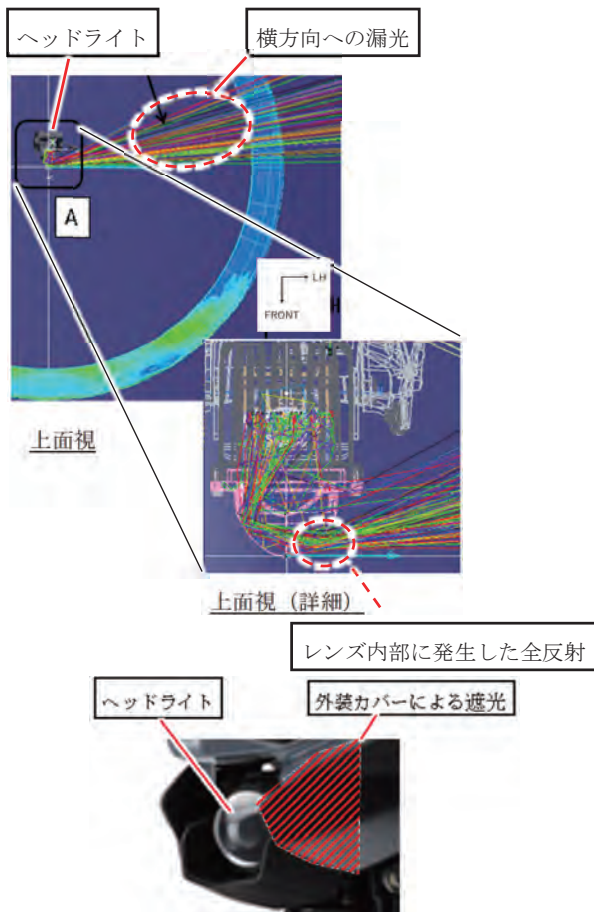 ヘッドライト
横方向への漏光
A
LH
FRONT
H
上面視
上面視（詳細）
レンズ内部に発生した全反射
ヘッドライト
外装カバーによる遮光